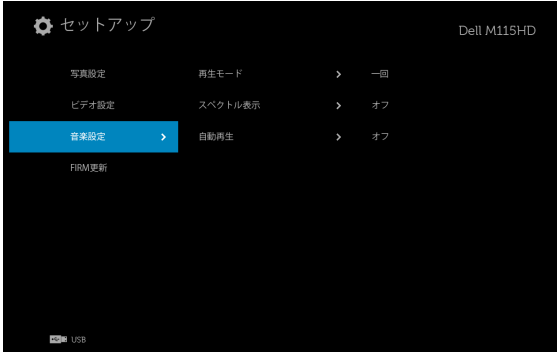 セットアップ
Dell M115HD
写真設定 再生モード > 一回
ビデオ設定 スペクトル表示 > オフ
音楽設定 > 自動再生 > オフ
FIRM更新
USB